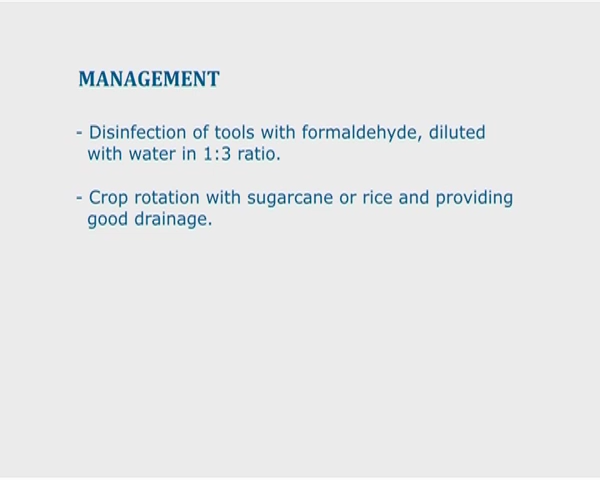 MANAGEMENT
- Disinfection of tools with formaldehyde, diluted
with water in 1:3 ratio.
- Crop rotation with sugarcane or rice and providing
good drainage.